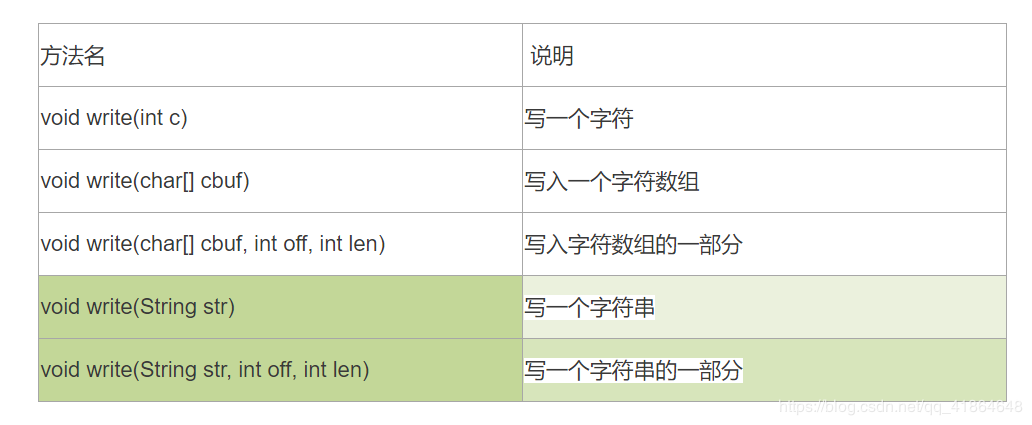 方法名 说明
void write(int c) 写一个字符
void write(char[] cbuf) 写入一个字符数组
void write(char[] cbuf, int off, int len) 写入字符数组的一部分
void write(String str) 写一个字符串
void write(String str, int off, int len) 写一个字符串的一部分
https://blog.csdn.net/qq_41864648